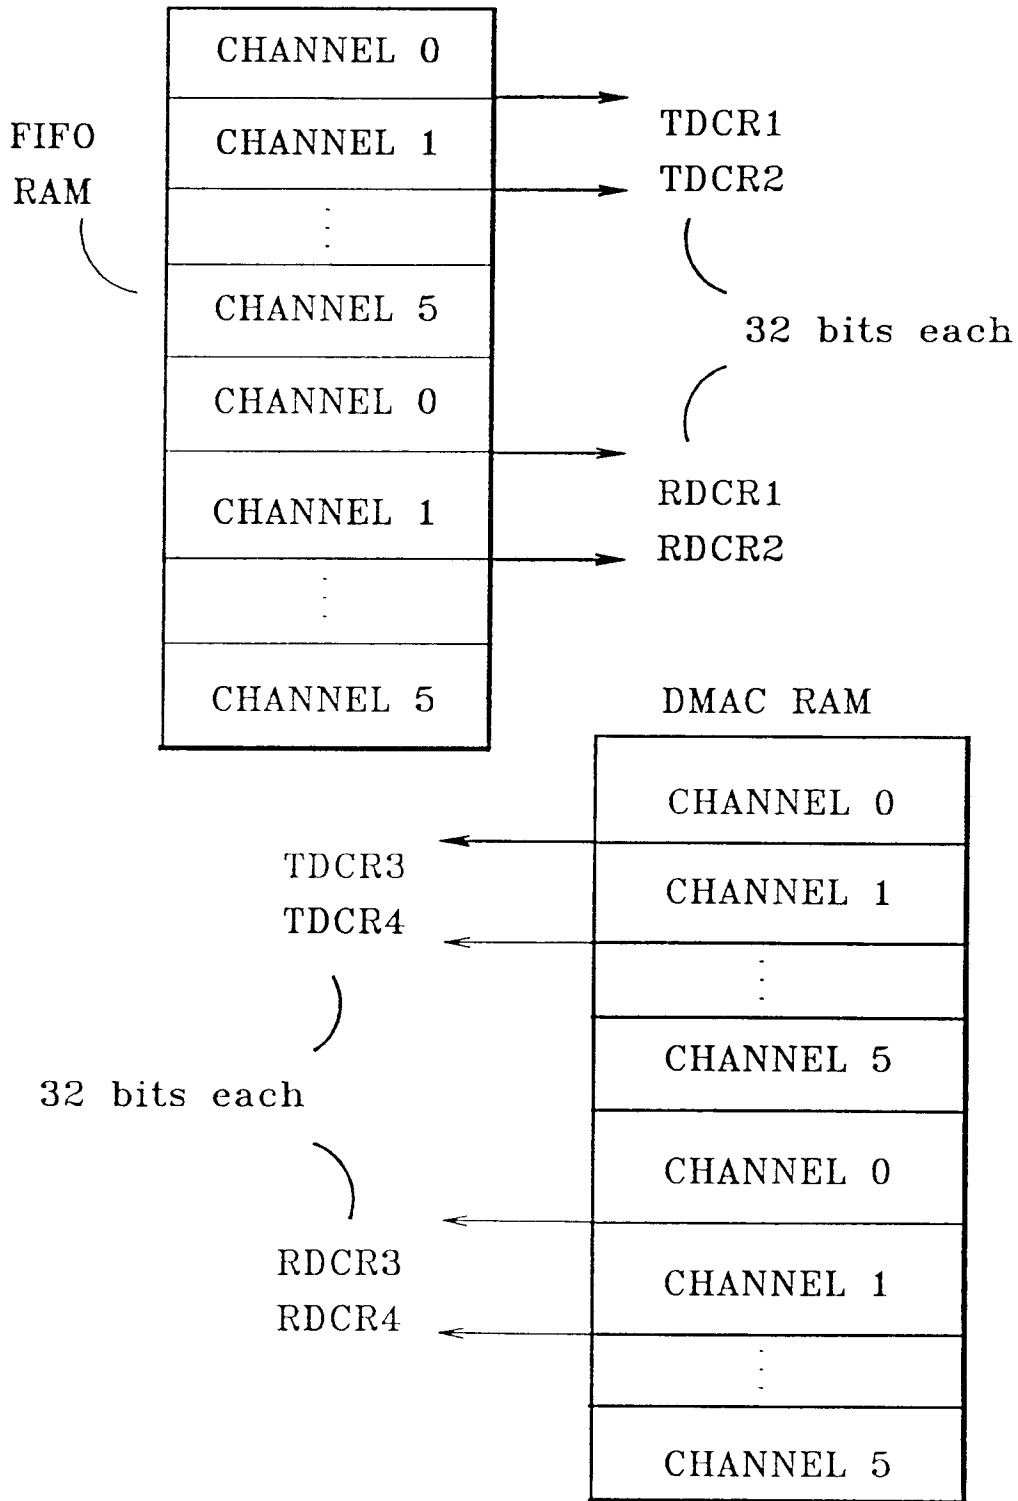 CHANNEL 0
CHANNEL 1
CHANNEL 5
CHANNEL 0
CHANNEL 1
CHANNEL 5
FIFO
RAM
TDCR1
TDCR2
32 bits each
RDCR1
RDCR2
DMAC RAM
CHANNEL 0
CHANNEL 1
CHANNEL 5
CHANNEL 0
CHANNEL 1
CHANNEL 5
TDCR3
TDCR4
32 bits each
RDCR3
RDCR4